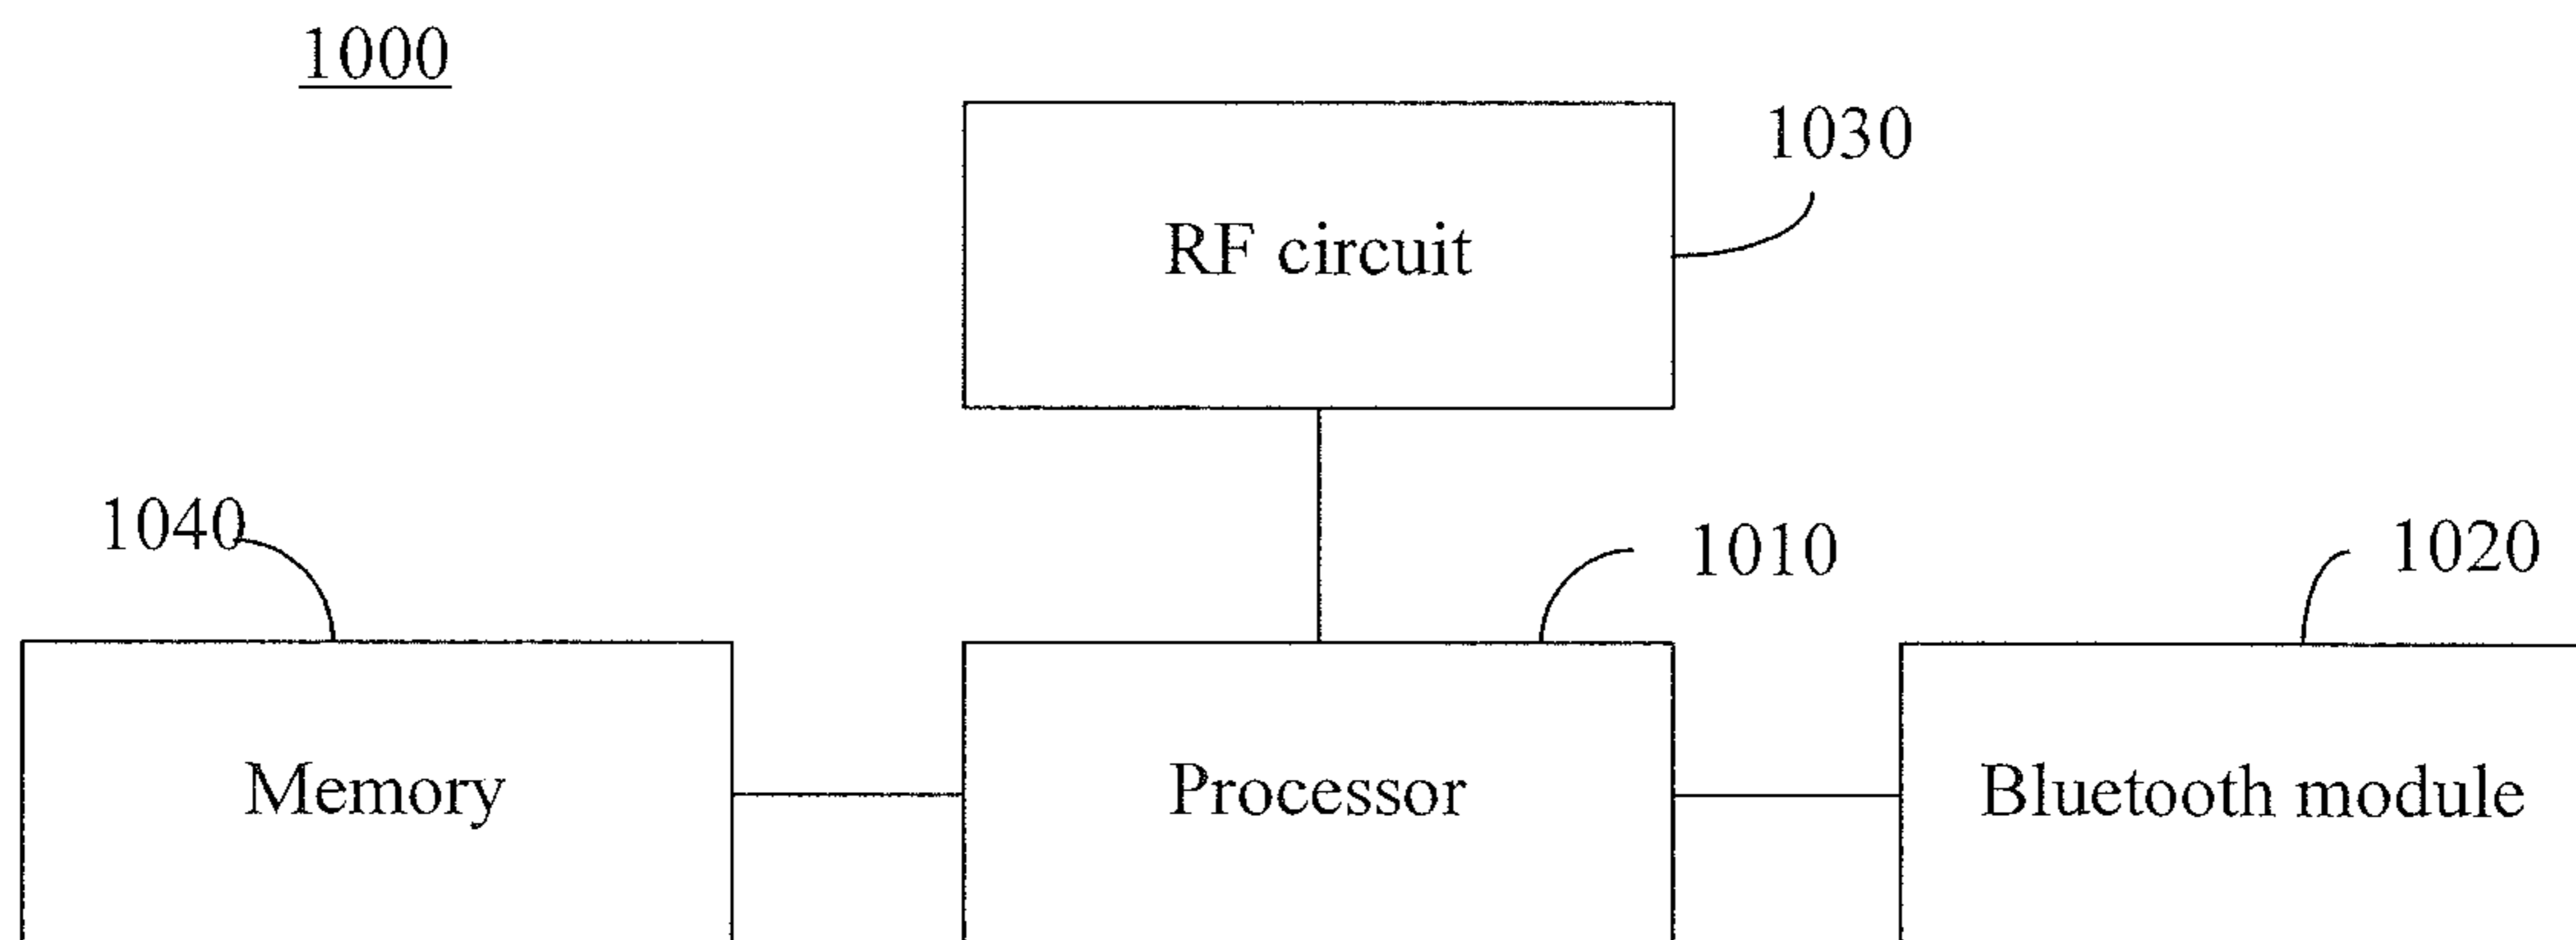 1000
1030
RF circuit
1040
1010
1020
Memory
Processor
Bluetooth module